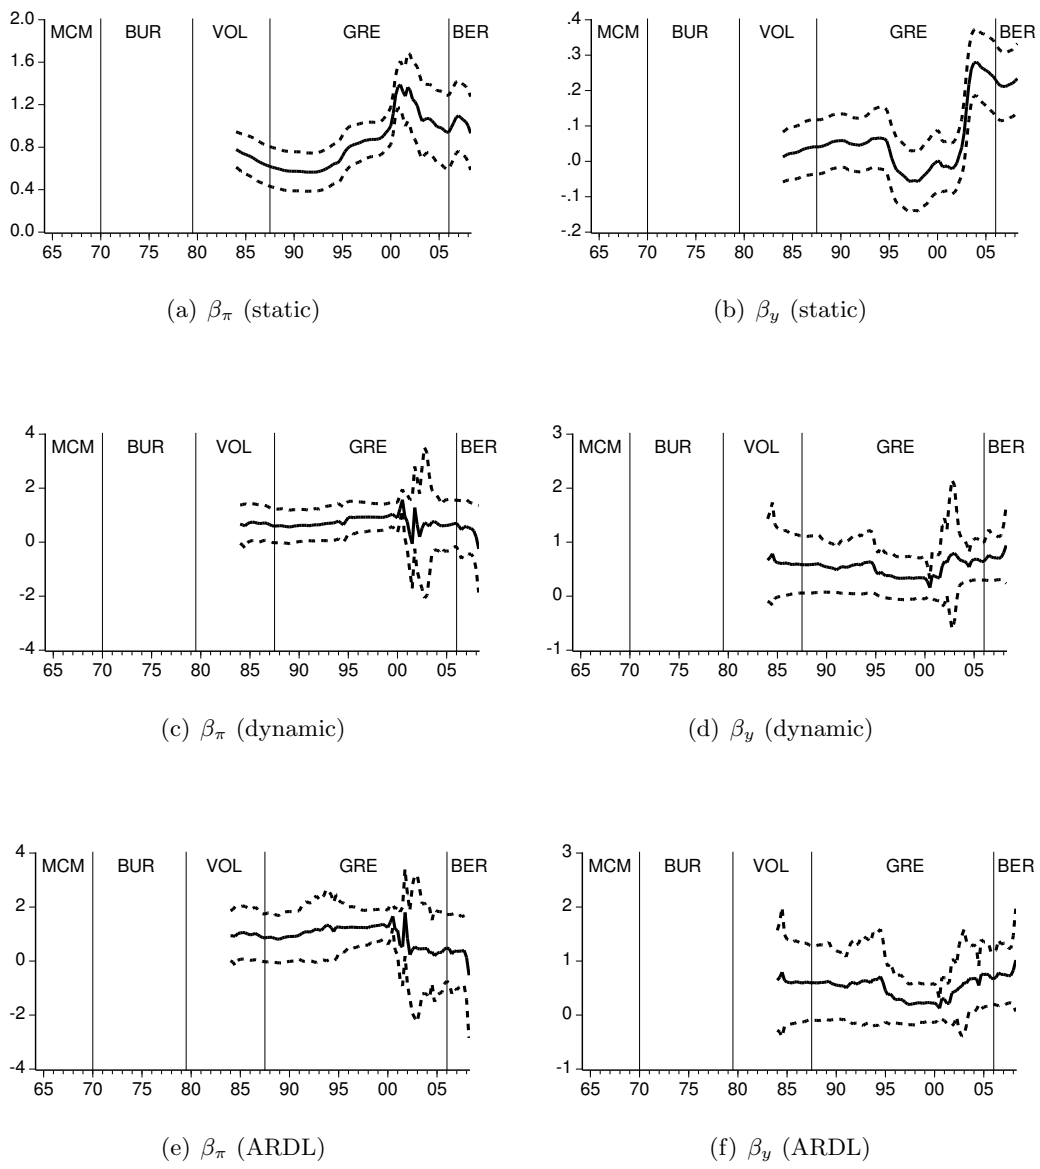 2.0
1.6
1.2
0.8
0.4
0.0
MCM BUR VOL GRE BER
65 70 75 80 85 90 95 00 05
(a) βπ (static)
.4
.3
.2
.1
.0
-.1
-.2
MCM BUR VOL GRE BER
65 70 75 80 85 90 95 00 05
(b) βy (static)
4
2
0
-2
-4
MCM BUR VOL GRE BER
65 70 75 80 85 90 95 00 05
(c) βπ (dynamic)
3
2
1
0
-1
MCM BUR VOL GRE BER
65 70 75 80 85 90 95 00 05
(d) βy (dynamic)
4
2
0
-2
-4
MCM BUR VOL GRE BER
65 70 75 80 85 90 95 00 05
(e) βπ (ARDL)
3
2
1
0
-1
MCM BUR VOL GRE BER
65 70 75 80 85 90 95 00 05
(f) βy (ARDL)